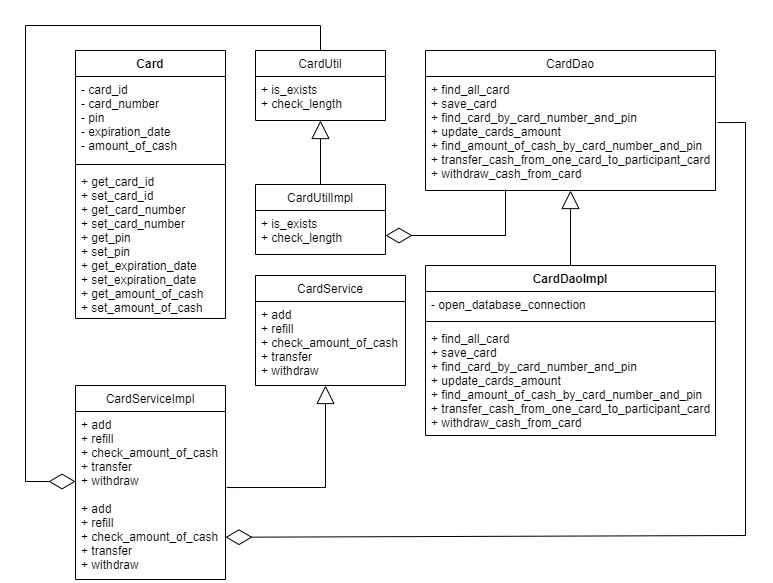 Card
- card_id
- card_number
- pin
- expiration_date
- amount_of_cash
+ get_card_id
+ set_card_id
+ get_card_number
+ set_card_number
+ get_pin
+ set_pin
+ get_expiration_date
+ set_expiration_date
+ get_amount_of_cash
+ set_amount_of_cash
CardUtil
+ is_exists
+ check_length
CardDao
+ find_all_card
+ save_card
+ find_card_by_card_number_and_pin
+ update_cards_amount
+ find_amount_of_cash_by_card_number_and_pin
+ transfer_cash_from_one_card_to_participant_card
+ withdraw_cash_from_card
CardUtilImpl
+ is_exists
+ check_length
CardService
+ add
+ refill
+ check_amount_of_cash
+ transfer
+ withdraw
CardDaoImpl
- open_database_connection
+ find_all_card
+ save_card
+ find_card_by_card_number_and_pin
+ update_cards_amount
+ find_amount_of_cash_by_card_number_and_pin
+ transfer_cash_from_one_card_to_participant_card
+ withdraw_cash_from_card
CardServiceImpl
+ add
+ refill
+ check_amount_of_cash
+ transfer
+ withdraw
+ add
+ refill
+ check_amount_of_cash
+ transfer
+ withdraw